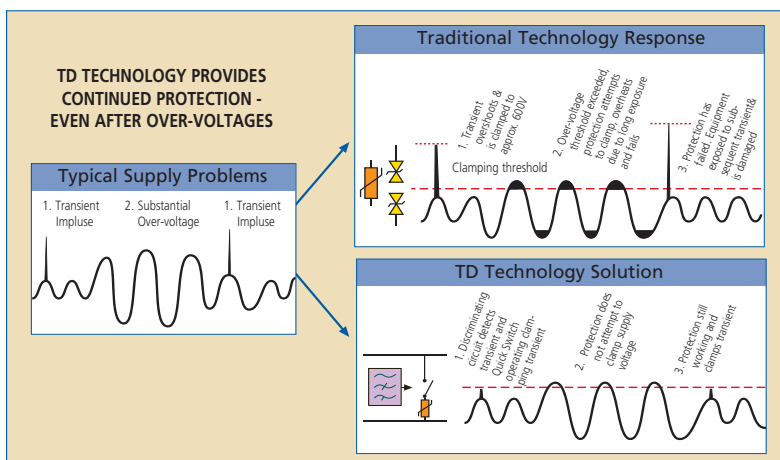 TD TECHNOLOGY PROVIDES
CONTINUED PROTECTION -
EVEN AFTER OVER-VOLTAGES
Typical Supply Problems
1. Transient
Impluse
2. Substantial
Over-voltage
1. Transient
Impulse
Traditional Technology Response
1. Transient
overshoots &
is clamped to
approx. 600V
Clamping threshold
2. Over-voltage
threshold exceeded,
protection attempts
to clamp, overheats
due to long exposure
and fails
3. Protection has
failed. Equipment
exposed to sub-
sequent transient&
is damaged
TD Technology Solution
1. Discriminating
circuit detects
transient and
Quick Switch
operating clam-
ping transient
2. Protection does
not attempt to
clamp supply
voltage
3. Protection still
working and
clamps transient